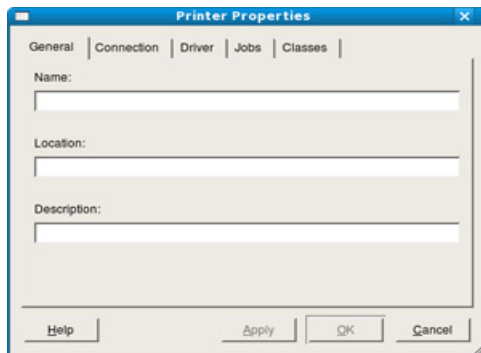 Printer Properties
General Connection Driver Jobs Classes
Name:
Location:
Description:
Help Apply OK Cancel